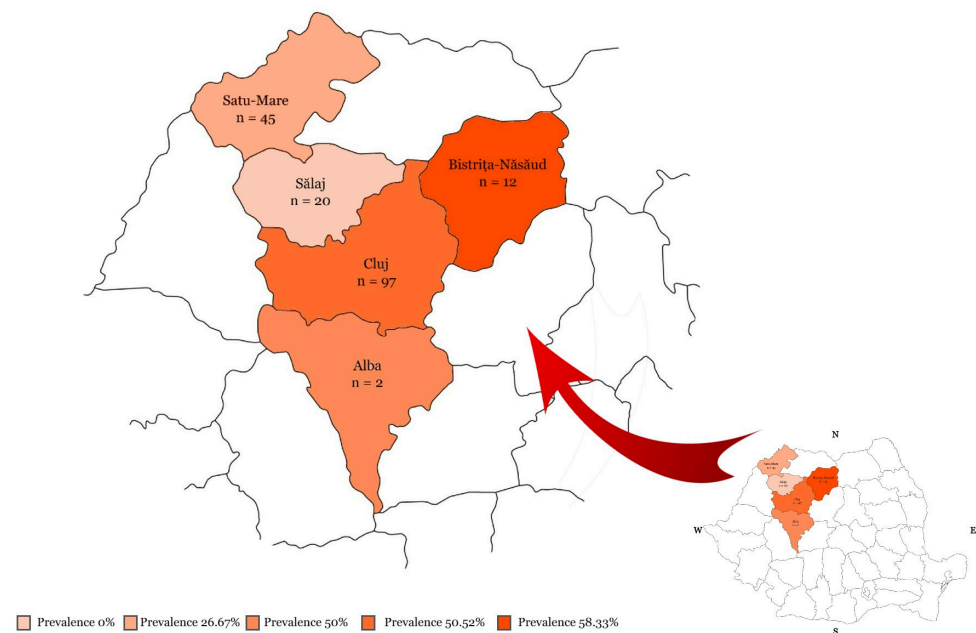 Satu-Mare
n = 45
Sălaj
n = 20
Bistriţa-Năsăud
n = 12
Cluj
n = 97
Alba
n = 2
N
W
E
S
Prevalence 0%
Prevalence 26.67%
Prevalence 50%
Prevalence 50.52%
Prevalence 58.33%